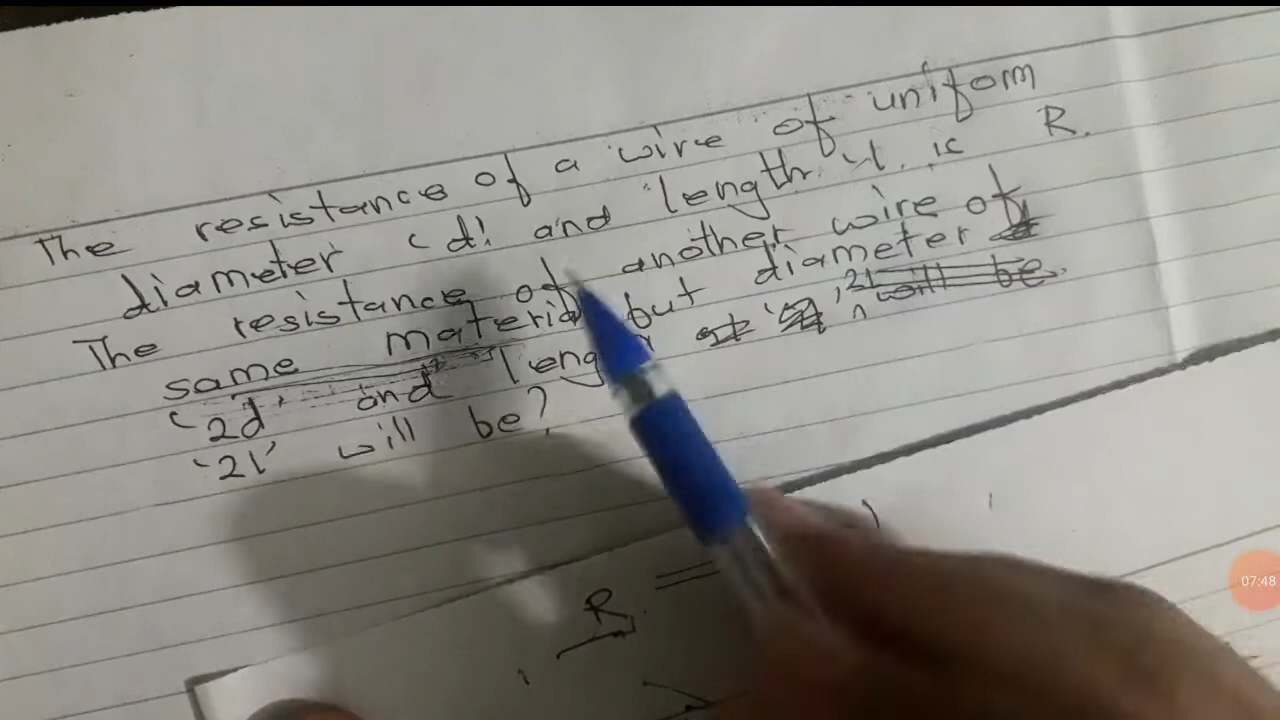 The resistance of a wire of uniform
diameter 'd' and length 'l' is R.
The resistance of another wire of
same material but diameter
'2d' and length '2l
'2l' will be?
R =
07:48